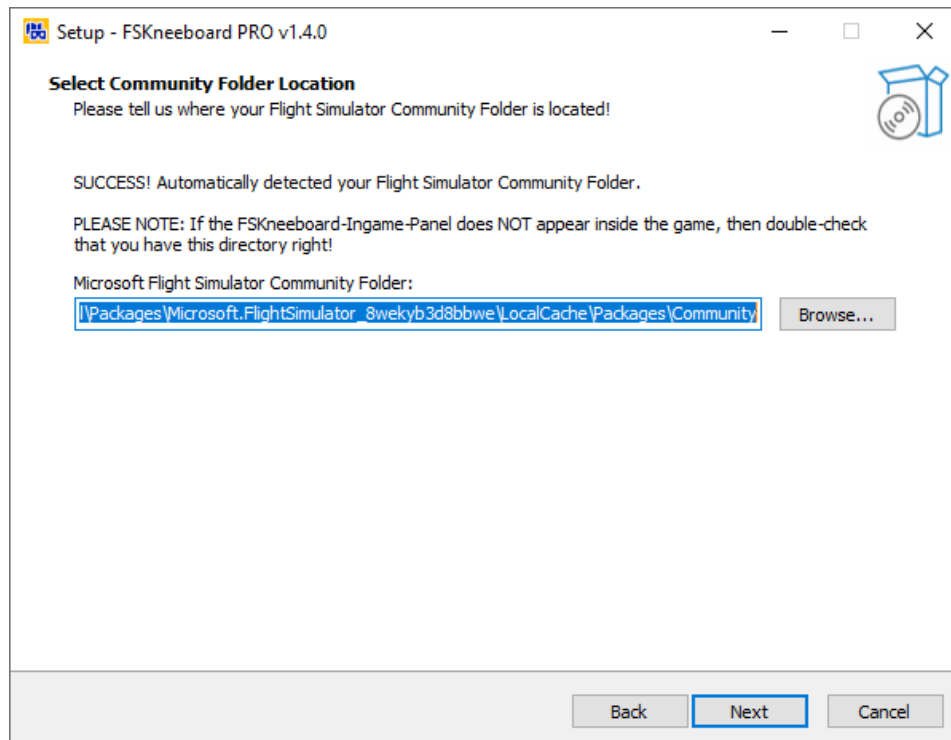 Setup - FSKneeboard PRO v1.4.0
Select Community Folder Location
Please tell us where your Flight Simulator Community Folder is located!
SUCCESS! Automatically detected your Flight Simulator Community Folder.
PLEASE NOTE: If the FSKneeboard-Ingame-Panel does NOT appear inside the game, then double-check
that you have this directory right!
Microsoft Flight Simulator Community Folder:
l\Packages\Microsoft.FlightSimulator_8wekyb3d8bbwe\LocalCache\Packages\Community
Browse...
Back
Next
Cancel